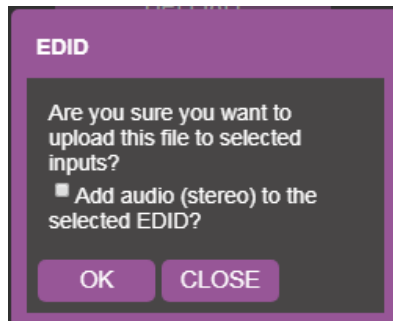 EDID
Are you sure you want to
upload this file to selected
inputs?
Add audio (stereo) to the
selected EDID?
OK CLOSE